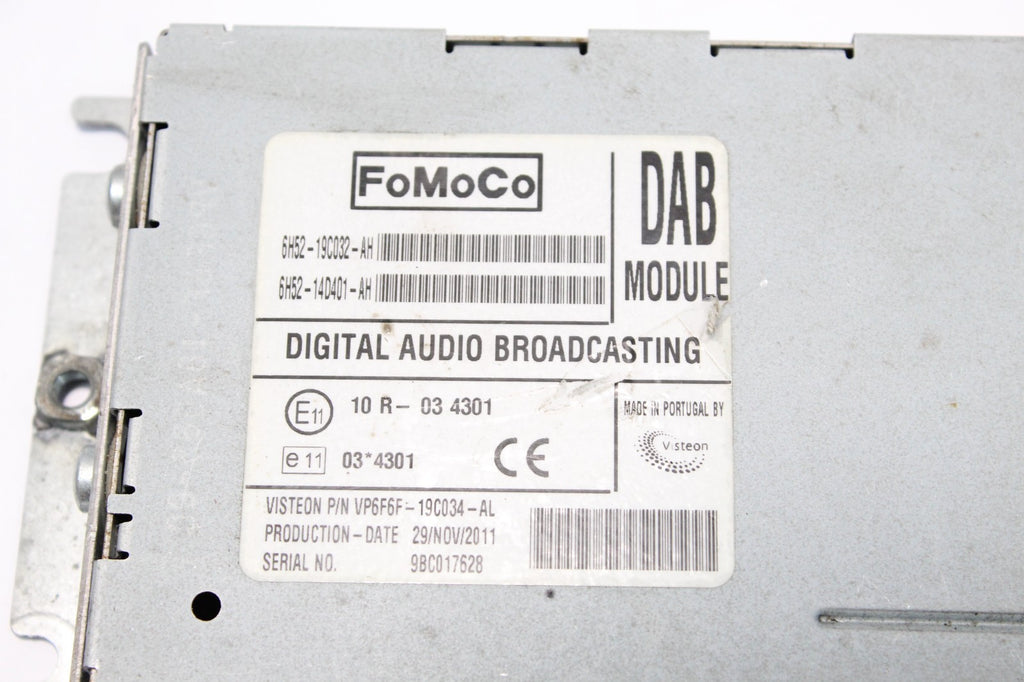 FoMoCo
6H52-19C032-AH
6H52-14D401-AH
DAB
MODULE
DIGITAL AUDIO BROADCASTING
E11 10 R- 03 4301
e 11 03*4301
CE
MADE IN PORTUGAL BY
Visteon
VISTEON P/N VP6F6F-19C034-AL
PRODUCTION-DATE 29/NOV/2011
SERIAL NO. 9BC017628